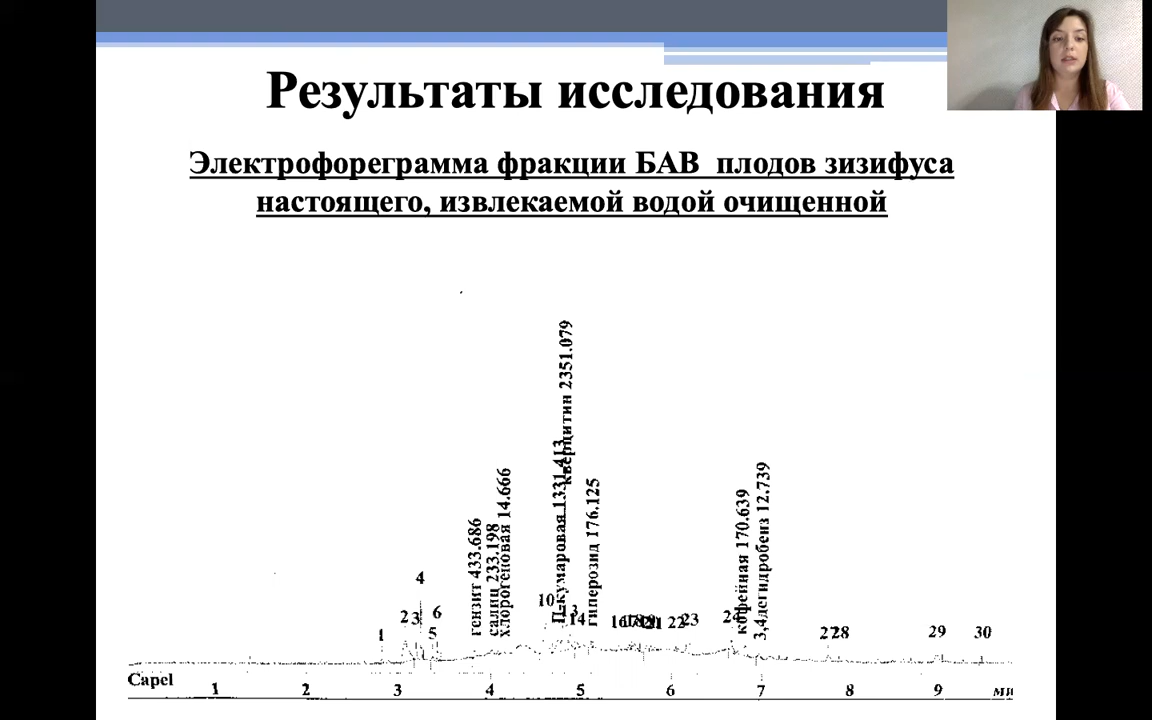 Результаты исследования
Электрофореграмма фракции БАВ плодов зизифуса
настоящего, извлекаемой водой очищенной
кверцитин 2351.079
П-кумаровая 1331.413
гензит 433.686
салиц 233.198
хлорогеновая 14.666
гиперозид 176.125
кофейная 170.639
3,4дегидробенз 12.739
1 2 3 4 5 6 10 13 14 22 23 27 28 29 30
Capel
1 2 3 4 5 6 7 8 9 ми